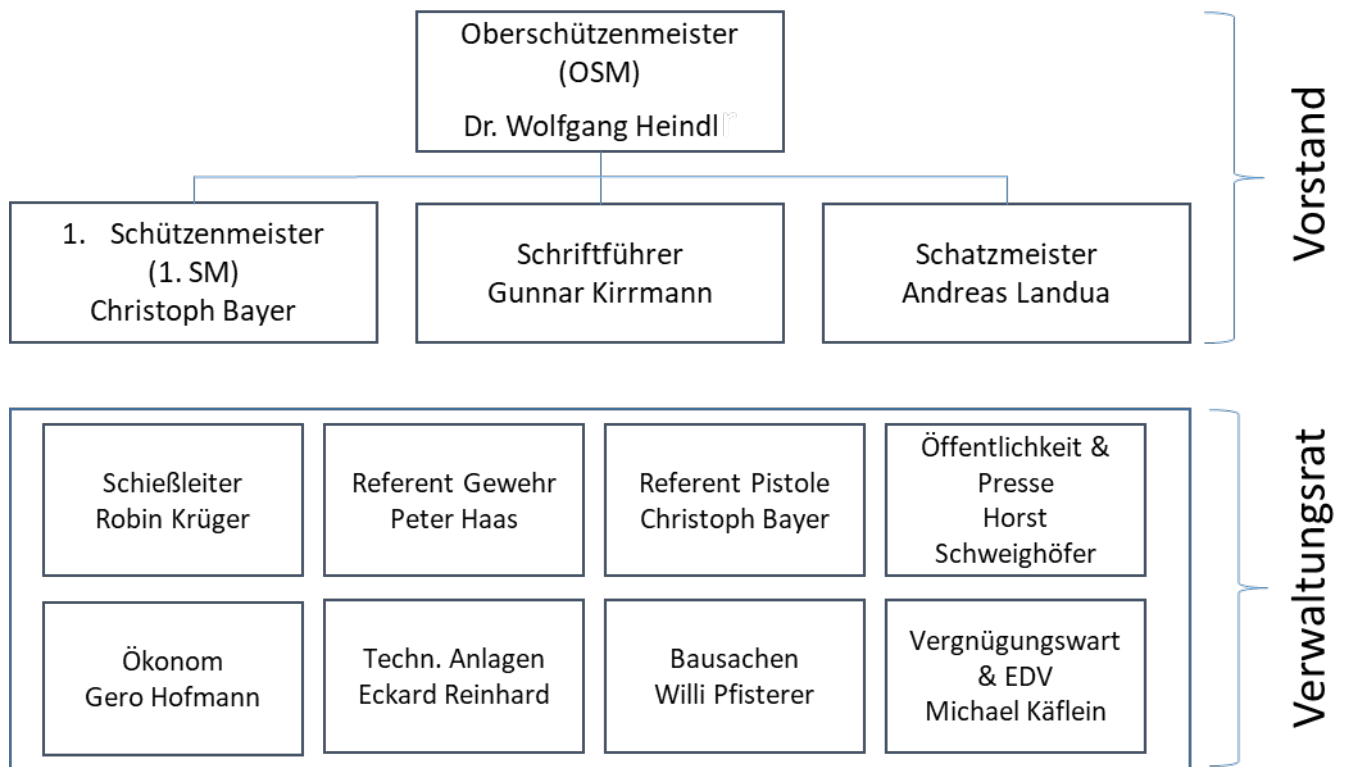 Oberschützenmeister
(OSM)
Dr. Wolfgang Heindl
1. Schützenmeister
(1. SM)
Christoph Bayer
Schriftführer
Gunnar Kirrmann
Schatzmeister
Andreas Landua
Vorstand
Schießleiter
Robin Krüger
Referent Gewehr
Peter Haas
Referent Pistole
Christoph Bayer
Öffentlichkeit &
Presse
Horst
Schweighöfer
Ökonom
Gero Hofmann
Techn. Anlagen
Eckard Reinhard
Bausachen
Willi Pfisterer
Vergnügungswart
& EDV
Michael Käflein
Verwaltungsrat